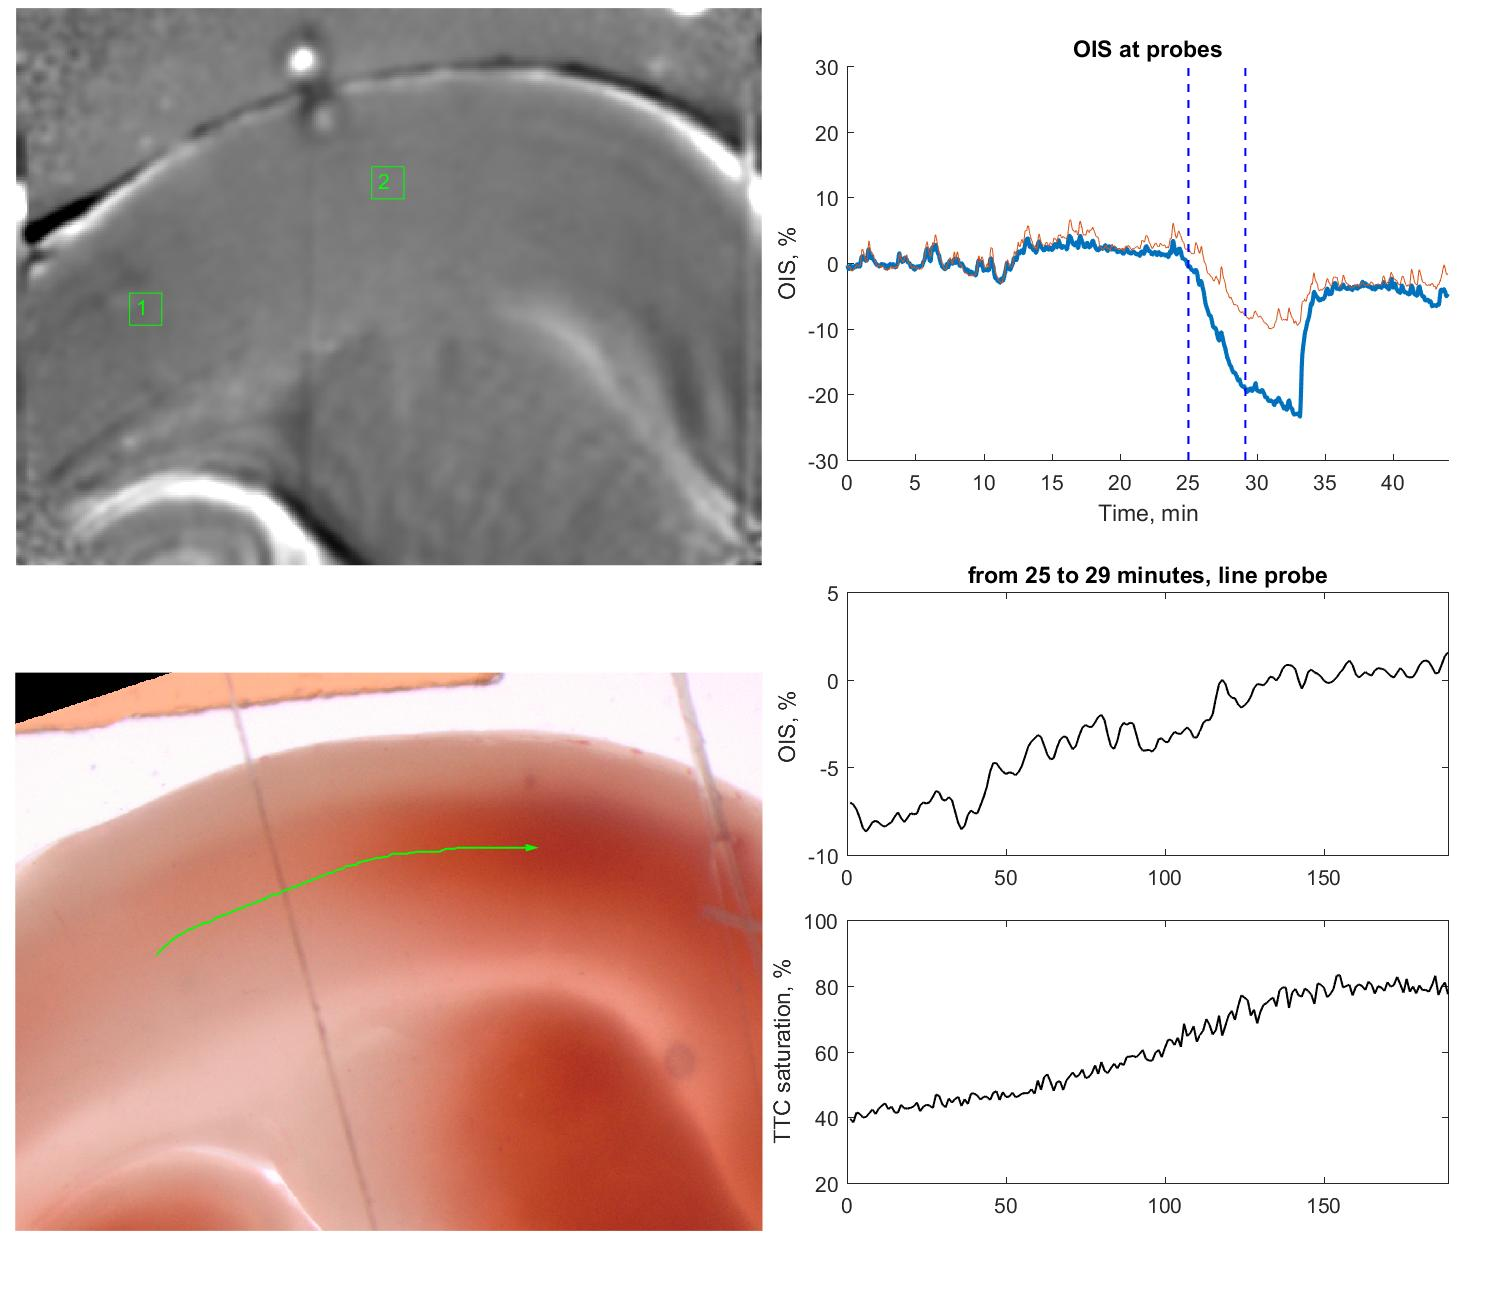 2
1
OIS at probes
OIS, %
30
20
10
0
-10
-20
-30
0 5 10 15 20 25 30 35 40
Time, min
from 25 to 29 minutes, line probe
OIS, %
5
0
-5
-10
0 50 100 150
TTC saturation, %
100
80
60
40
20
0 50 100 150